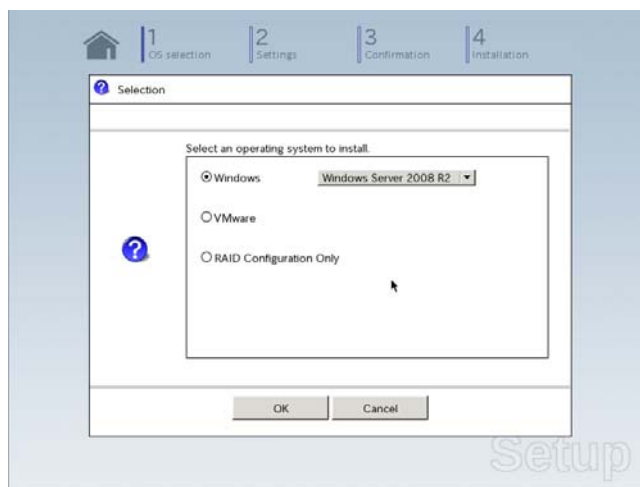 1 2 3 4
OS selection Settings Confirmation Installation
Selection
Select an operating system to install.
Windows Windows Server 2008 R2
VMware
RAID Configuration Only
OK Cancel
Setup